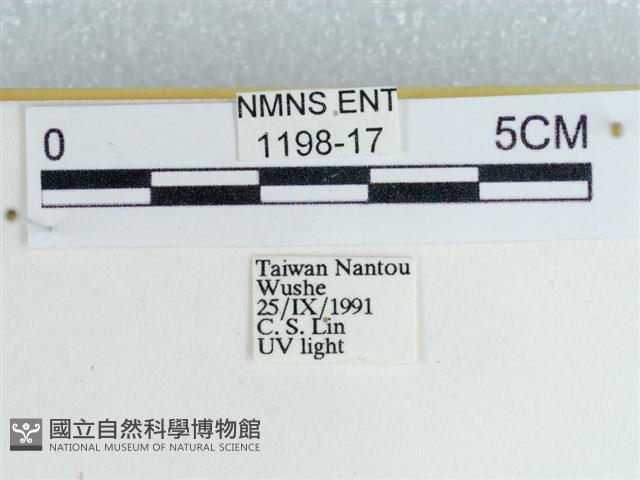 NMNS ENT
1198-17
0 5CM
Taiwan Nantou
Wushe
25/IX/1991
C. S. Lin
UV light
國立自然科學博物館
NATIONAL MUSEUM OF NATURAL SCIENCE